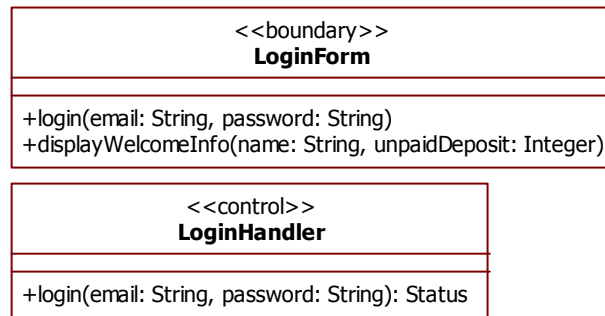 <<boundary>>
LoginForm
+login(email: String, password: String)
+displayWelcomeInfo(name: String, unpaidDeposit: Integer)
<<control>>
LoginHandler
+login(email: String, password: String): Status